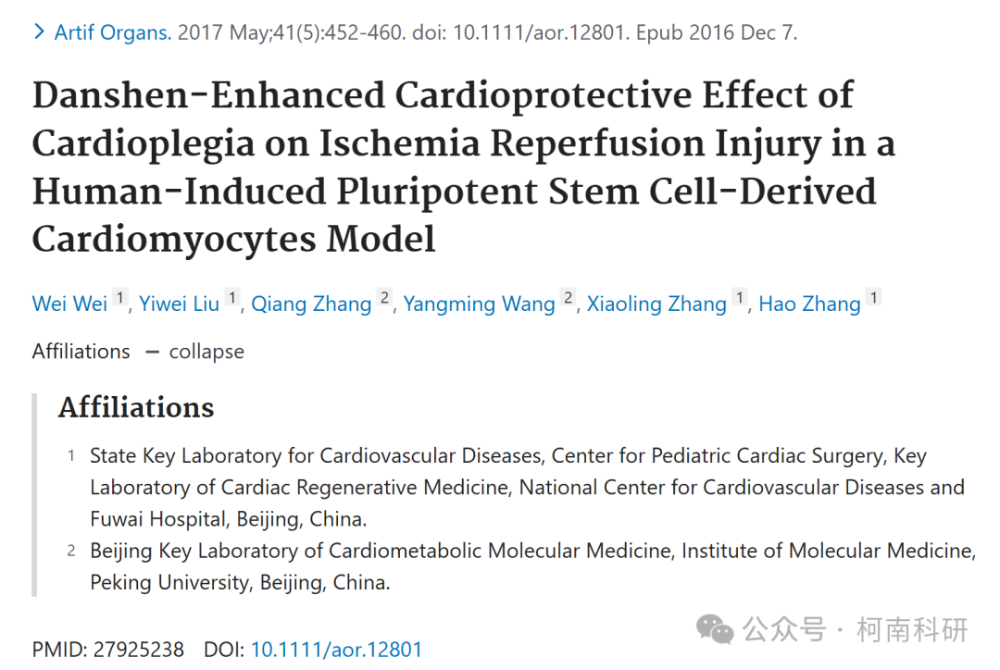 > Artif Organs. 2017 May;41(5):452-460. doi: 10.1111/aor.12801. Epub 2016 Dec 7.
Danshen-Enhanced Cardioprotective Effect of
Cardioplegia on Ischemia Reperfusion Injury in a
Human-Induced Pluripotent Stem Cell-Derived
Cardiomyocytes Model
Wei Wei 1, Yiwei Liu 1, Qiang Zhang 2, Yangming Wang 2, Xiaoling Zhang 1, Hao Zhang 1
Affiliations — collapse
Affiliations
1 State Key Laboratory for Cardiovascular Diseases, Center for Pediatric Cardiac Surgery, Key
Laboratory of Cardiac Regenerative Medicine, National Center for Cardiovascular Diseases and
Fuwai Hospital, Beijing, China.
2 Beijing Key Laboratory of Cardiometabolic Molecular Medicine, Institute of Molecular Medicine,
Peking University, Beijing, China.
PMID: 27925238 DOI: 10.1111/aor.12801
公众号 · 柯南科研